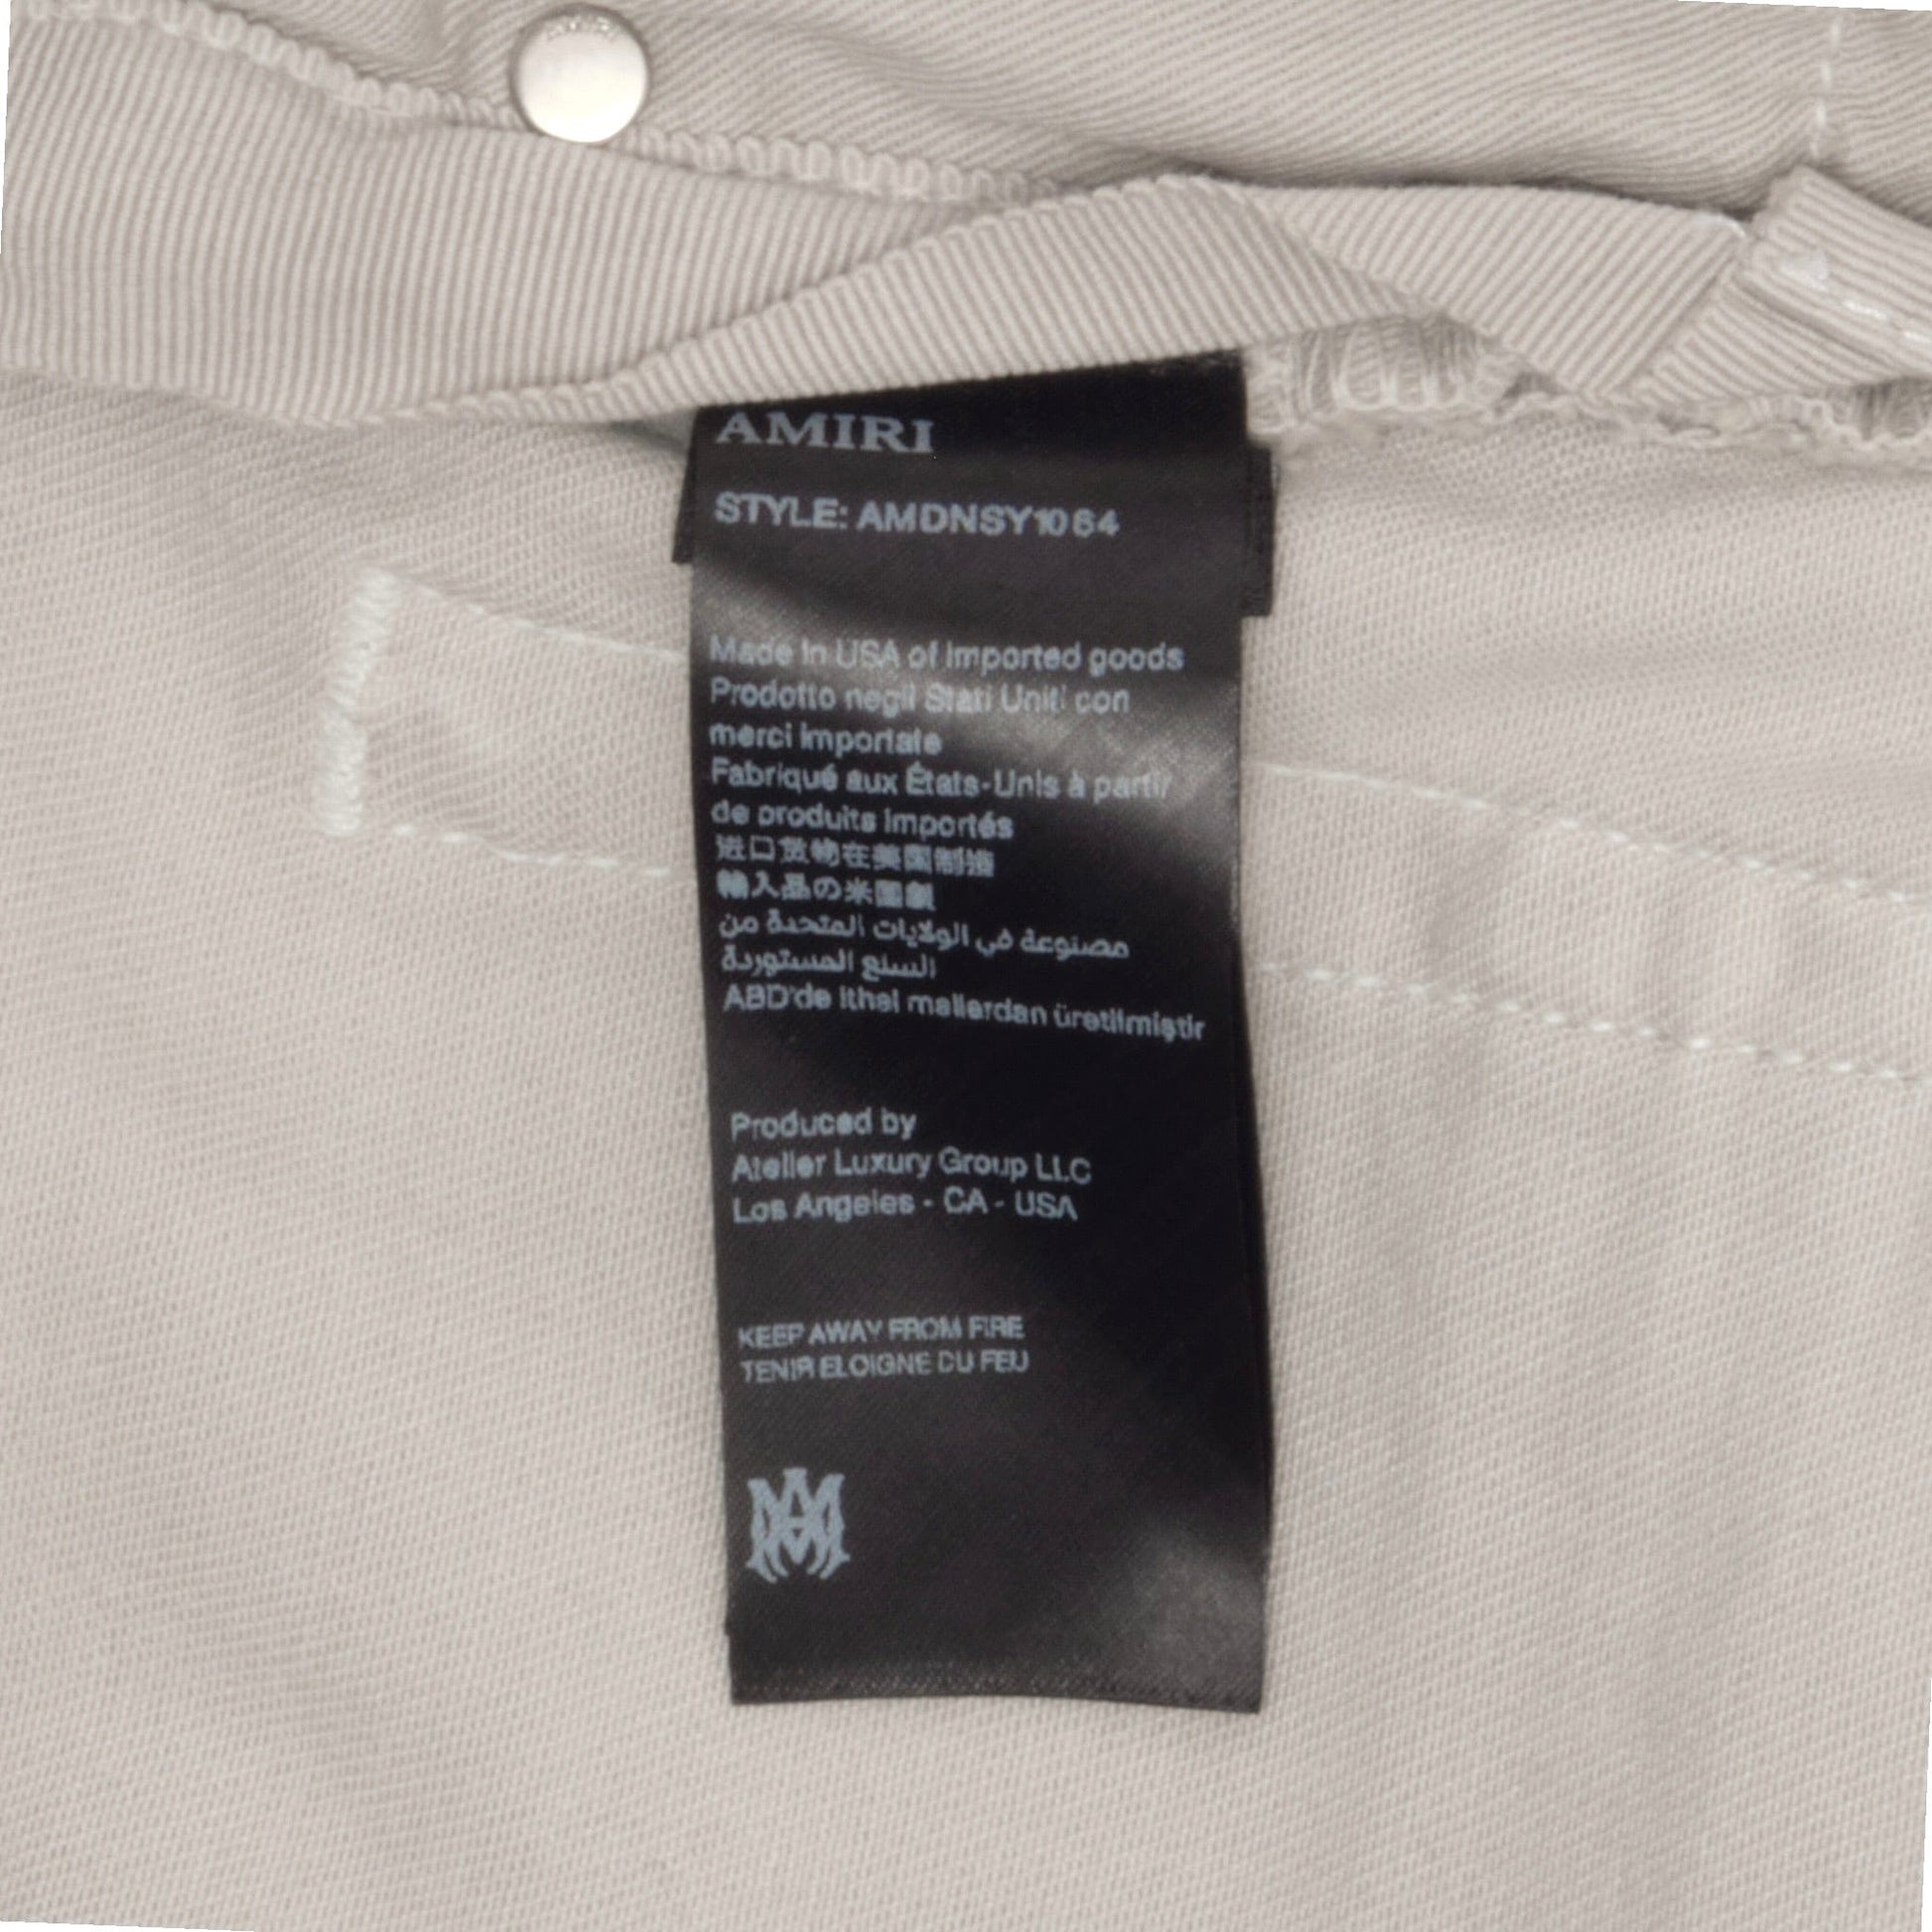 AMIRI
STYLE: AMDNSY1064
Made in USA of imported goods
Prodotto negli Stati Uniti con
merci importate
Fabriqué aux États-Unis à partir
de produits importés
进口货物在美国制造
輸入品の米国製
مصنوعة في الولايات المتحدة من
السلع المستوردة
ABD'de ithal mallardan üretilmiştir
Produced by
Atelier Luxury Group LLC
Los Angeles - CA - USA
KEEP AWAY FROM FIRE
TENIR ELOIGNE DU FEU